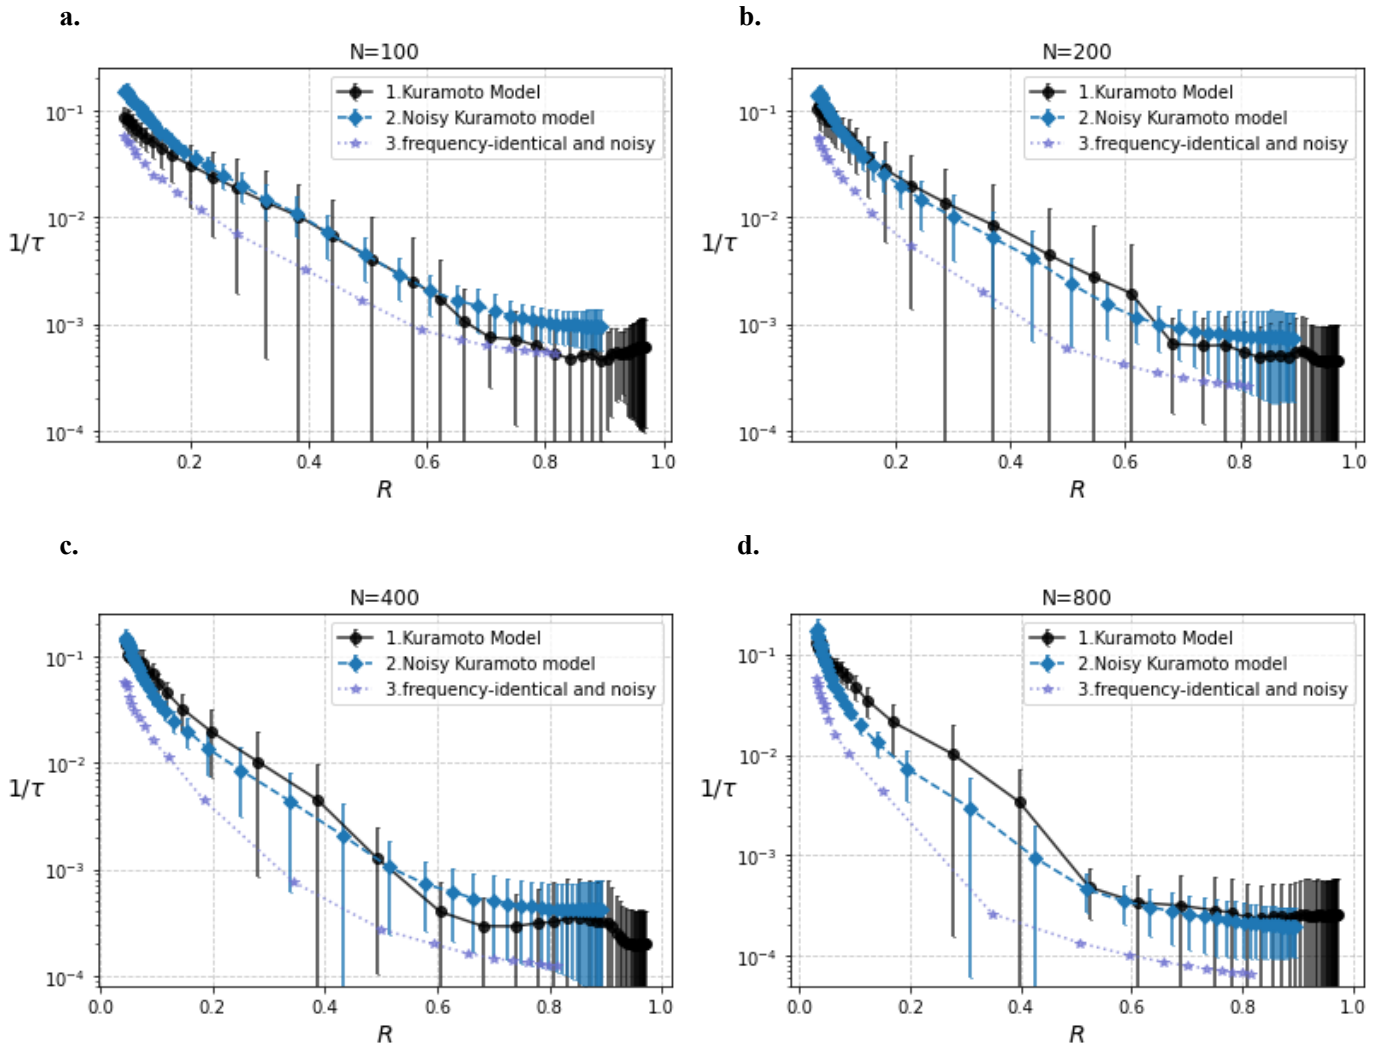 a.
N=100
1.Kuramoto Model
2.Noisy Kuramoto model
3.frequency-identical and noisy
10⁻¹
10⁻²
1/τ
10⁻³
10⁻⁴
0.2 0.4 0.6 0.8 1.0
R
b.
N=200
1.Kuramoto Model
2.Noisy Kuramoto model
3.frequency-identical and noisy
10⁻¹
10⁻²
1/τ
10⁻³
10⁻⁴
0.2 0.4 0.6 0.8 1.0
R
c.
N=400
1.Kuramoto Model
2.Noisy Kuramoto model
3.frequency-identical and noisy
10⁻¹
10⁻²
1/τ
10⁻³
10⁻⁴
0.0 0.2 0.4 0.6 0.8 1.0
R
d.
N=800
1.Kuramoto Model
2.Noisy Kuramoto model
3.frequency-identical and noisy
10⁻¹
10⁻²
1/τ
10⁻³
10⁻⁴
0.0 0.2 0.4 0.6 0.8 1.0
R